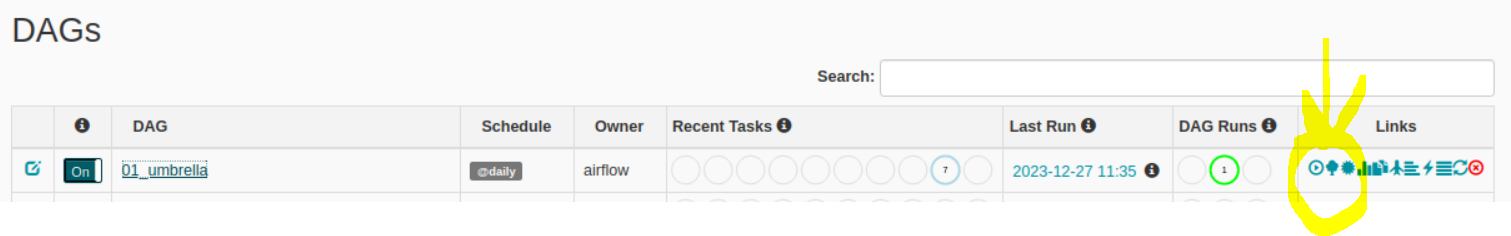 DAGs
Search:
DAG Schedule Owner Recent Tasks Last Run DAG Runs Links
On 01_umbrella @daily airflow 7 2023-12-27 11:35 1